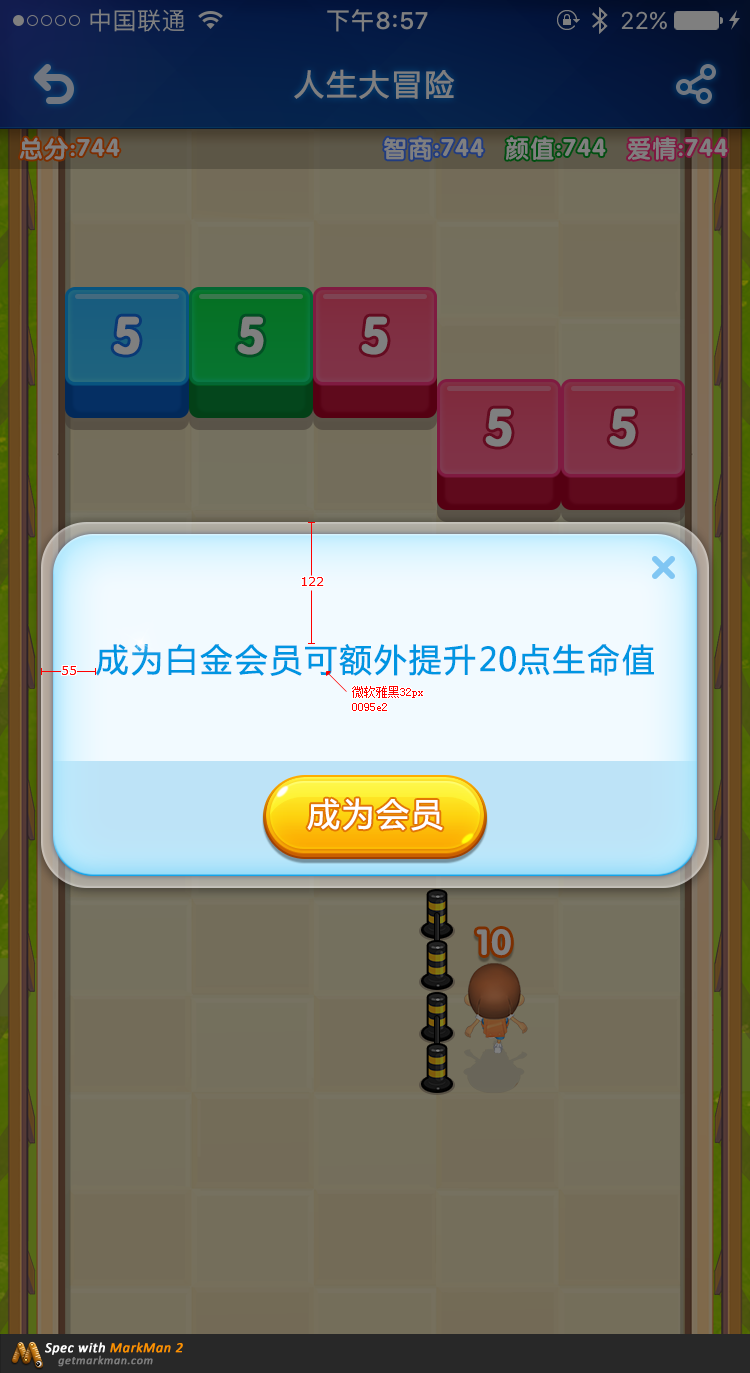 中国联通 下午8:57 22%
人生大冒险
总分:744 智商:744 颜值:744 爱情:744
5 5 5
5 5
122
55 成为白金会员可额外提升20点生命值
微软雅黑32px
0095e2
成为会员
10
Spec with MarkMan 2
getmarkman.com